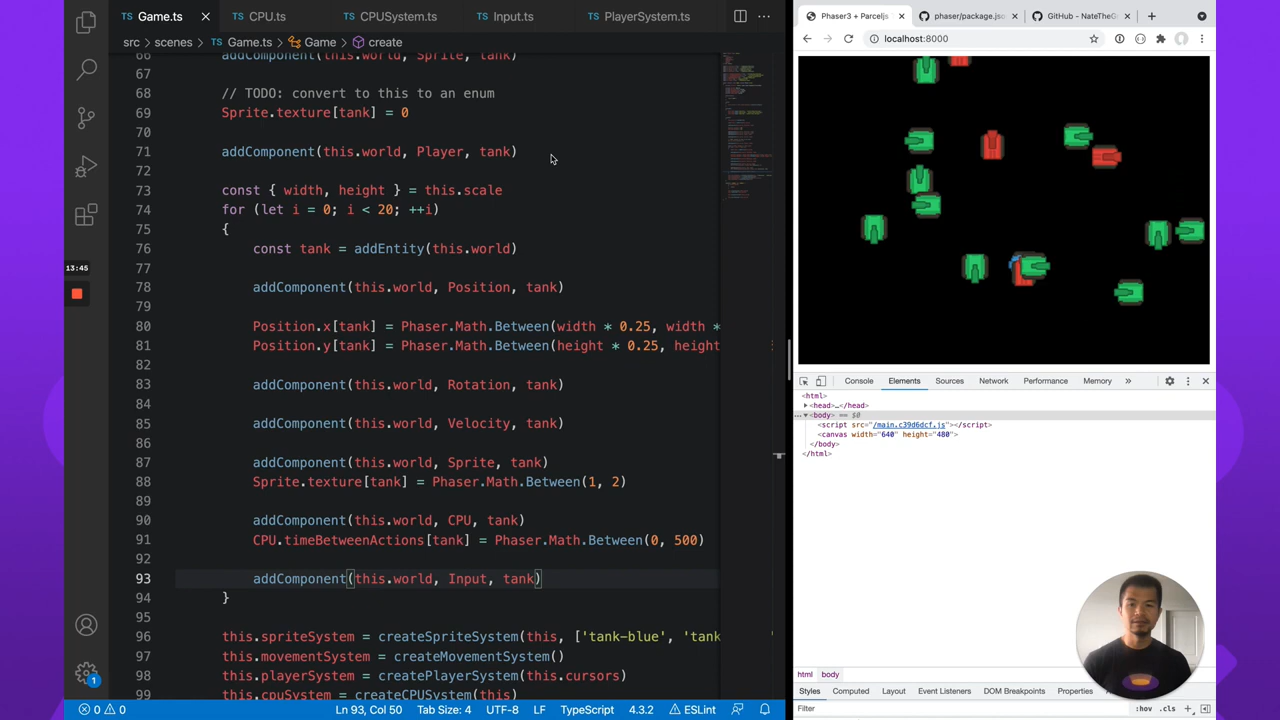 Game.ts
CPU.ts
CPUSystem.ts
Input.ts
PlayerSystem.ts
src > scenes > Game.ts > Game > create
66 addComponent(this.world, Sprite, tank)
67
68 // TODO: convert to this to an enum
69 Sprite.texture[tank] = 0
70
71 addComponent(this.world, Player, tank)
72
73 const { width, height } = this.scale
74 for (let i = 0; i < 20; ++i)
75 {
76 const tank = addEntity(this.world)
77
78 addComponent(this.world, Position, tank)
79
80 Position.x[tank] = Phaser.Math.Between(width * 0.25, width *
81 Position.y[tank] = Phaser.Math.Between(height * 0.25, height
82
83 addComponent(this.world, Rotation, tank)
84
85 addComponent(this.world, Velocity, tank)
86
87 addComponent(this.world, Sprite, tank)
88 Sprite.texture[tank] = Phaser.Math.Between(1, 2)
89
90 addComponent(this.world, CPU, tank)
91 CPU.timeBetweenActions[tank] = Phaser.Math.Between(0, 500)
92
93 addComponent(this.world, Input, tank)
94 }
95
96 this.spriteSystem = createSpriteSystem(this, ['tank-blue', 'tank
97 this.movementSystem = createMovementSystem()
98 this.playerSystem = createPlayerSystem(this.cursors)
99 this.cpuSystem = createCPUSystem(this)
13:45
1
0 0 Ln 93, Col 50 Tab Size: 4 UTF-8 LF TypeScript 4.3.2 ESLint
Phaser3 + Parceljs
phaser/package.jso
GitHub - NateTheG
localhost:8000
Console Elements Sources Network Performance Memory »
<html>
<head>…</head>
<body> == $0
<script src="/main.c39d6dcf.js"></script>
<canvas width="640" height="480">
</body>
</html>
html body
Styles Computed Layout Event Listeners DOM Breakpoints Properties
Filter :hov .cls +